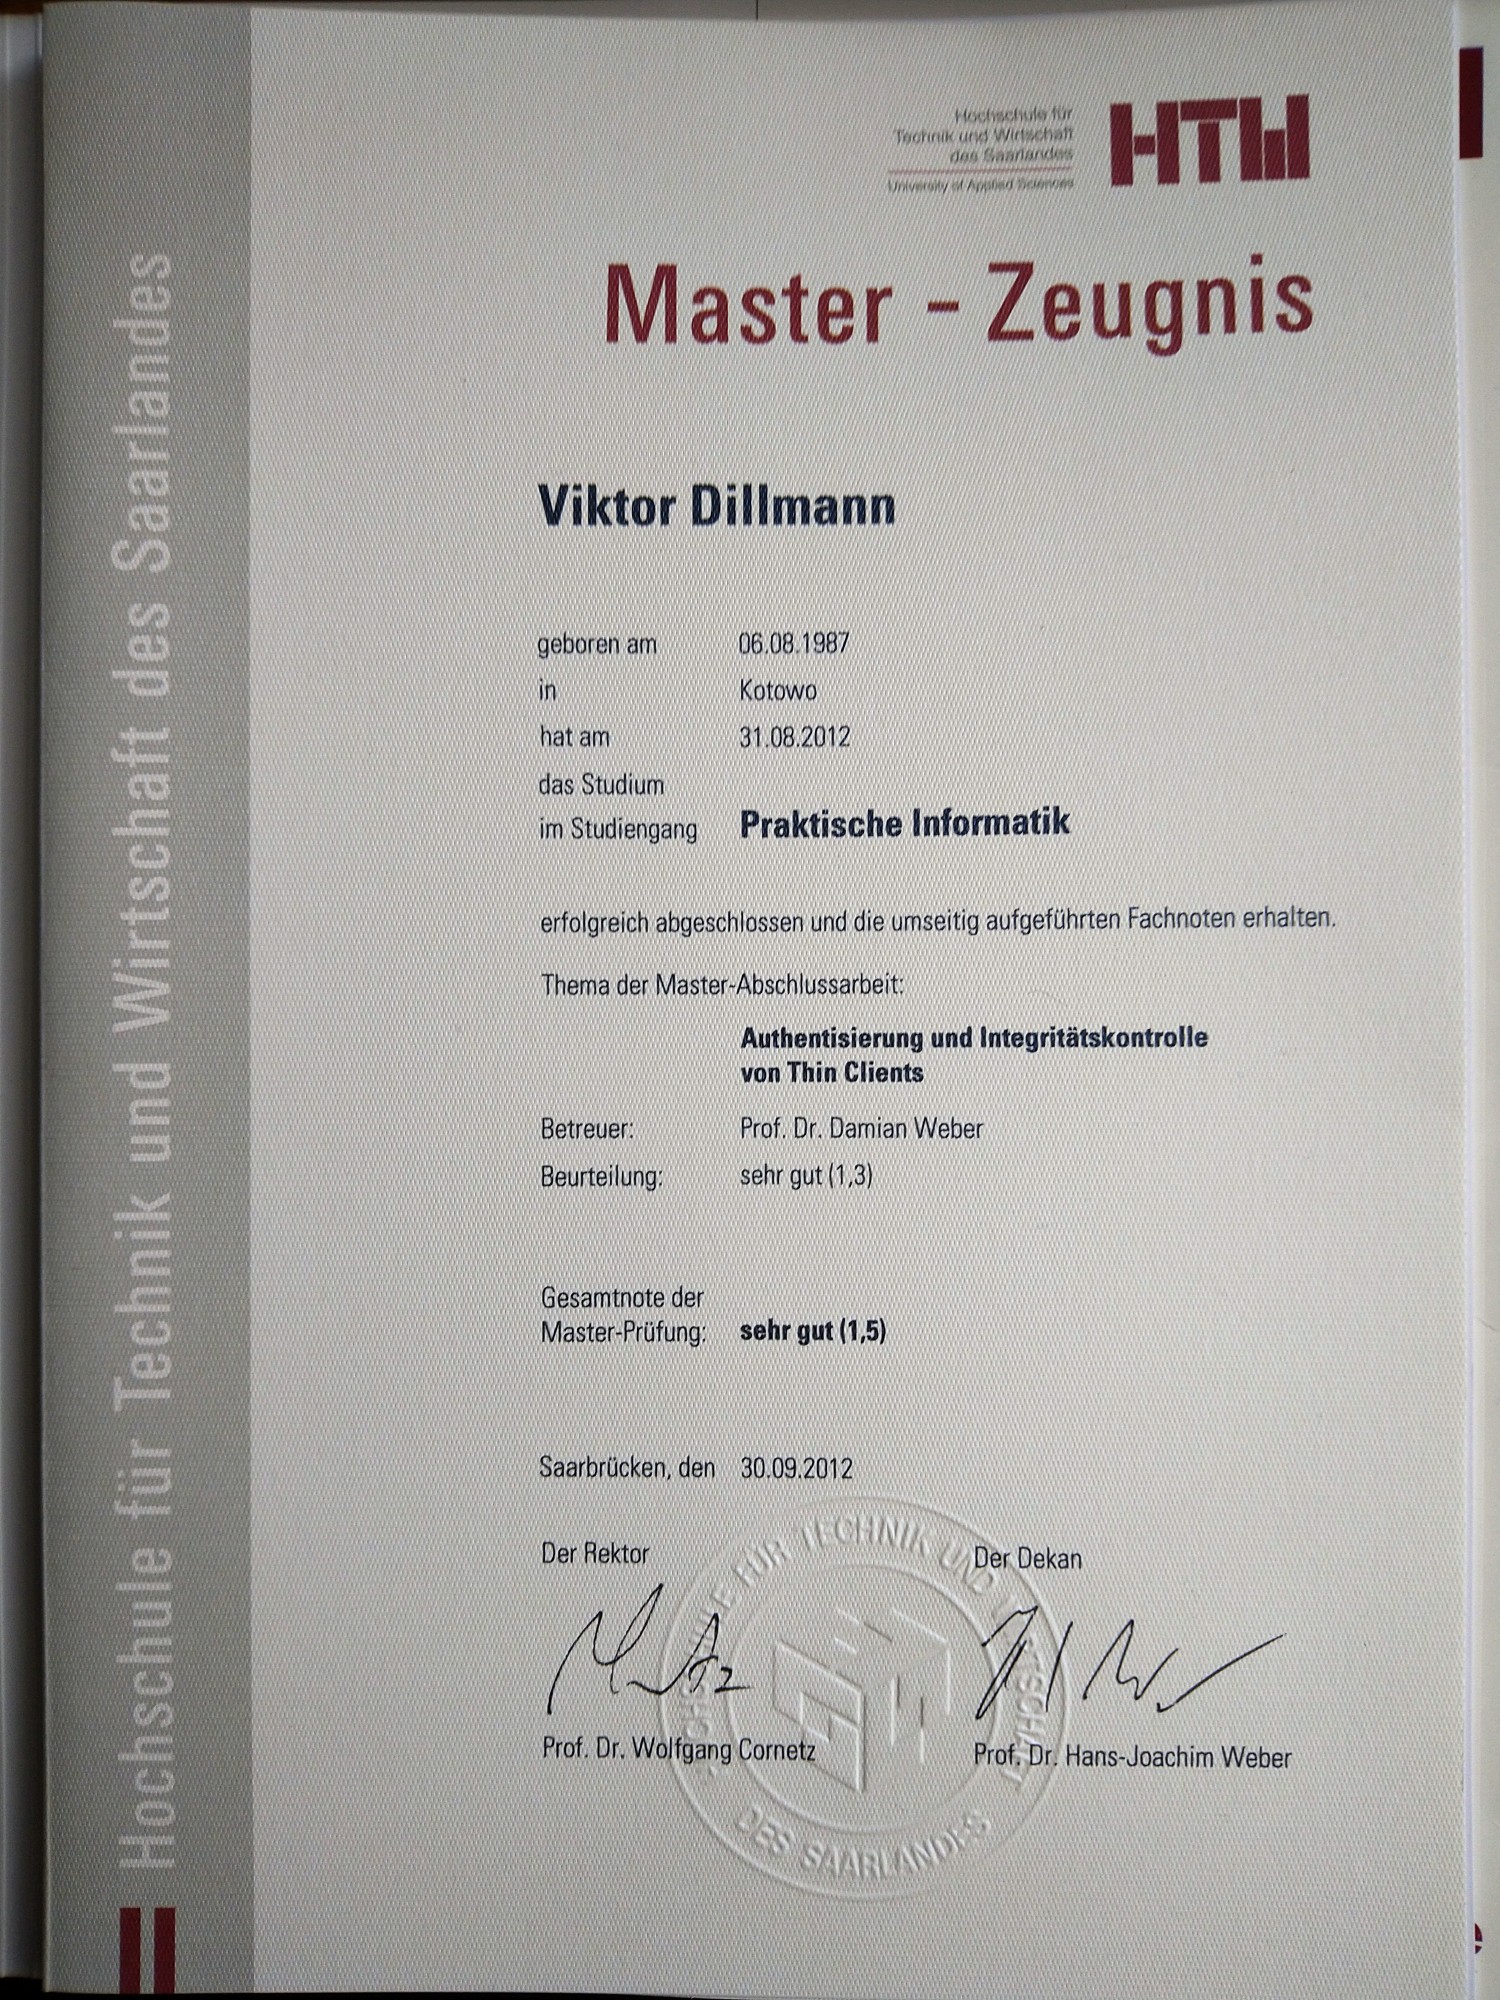 Hochschule für
Technik und Wirtschaft
des Saarlandes
University of Applied Sciences
HTW
Master - Zeugnis
Viktor Dillmann
geboren am 06.08.1987
in Kotowo
hat am 31.08.2012
das Studium
im Studiengang Praktische Informatik
erfolgreich abgeschlossen und die umseitig aufgeführten Fachnoten erhalten.
Thema der Master-Abschlussarbeit:
Authentisierung und Integritätskontrolle
von Thin Clients
Betreuer: Prof. Dr. Damian Weber
Beurteilung: sehr gut (1,3)
Gesamtnote der
Master-Prüfung: sehr gut (1,5)
Saarbrücken, den 30.09.2012
Der Rektor Der Dekan
Prof. Dr. Wolfgang Cornetz Prof. Dr. Hans-Joachim Weber
HOCHSCHULE FÜR TECHNIK UND WIRTSCHAFT
DES SAARLANDES
Hochschule für Technik und Wirtschaft des Saarlandes